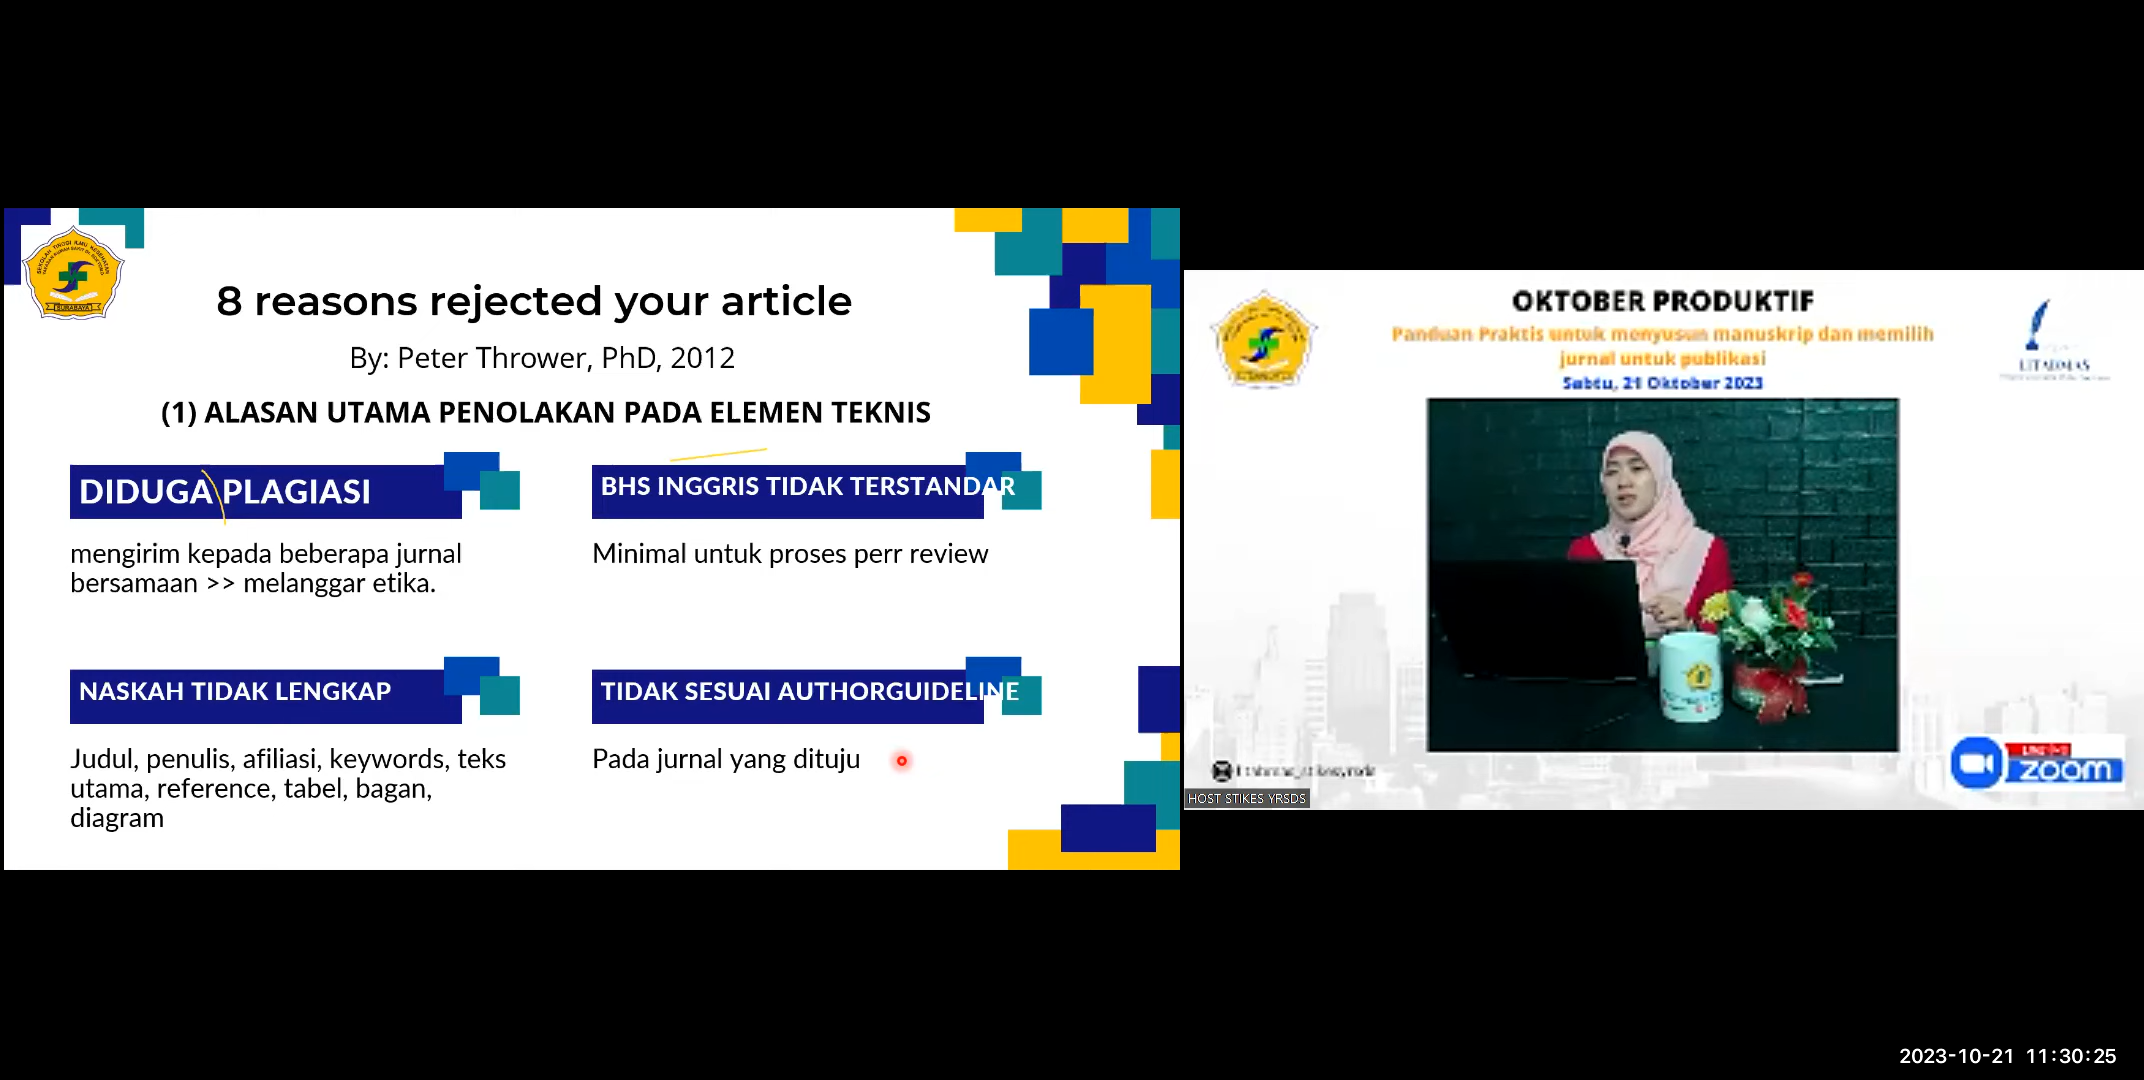 8 reasons rejected your article
By: Peter Thrower, PhD, 2012
(1) ALASAN UTAMA PENOLAKAN PADA ELEMEN TEKNIS
DIDUGA PLAGIASI
mengirim kepada beberapa jurnal
bersamaan >> melanggar etika.
BHS INGGRIS TIDAK TERSTANDAR
Minimal untuk proses perr review
NASKAH TIDAK LENGKAP
Judul, penulis, afiliasi, keywords, teks
utama, reference, tabel, bagan,
diagram
TIDAK SESUAI AUTHORGUIDELINE
Pada jurnal yang dituju
OKTOBER PRODUKTIF
Panduan Praktis untuk menyusun manuskrip dan memilih
jurnal untuk publikasi
Sabtu, 21 Oktober 2023
LITABMAS
zoom
HOST STIKES YRSDS
2023-10-21 11:30:25